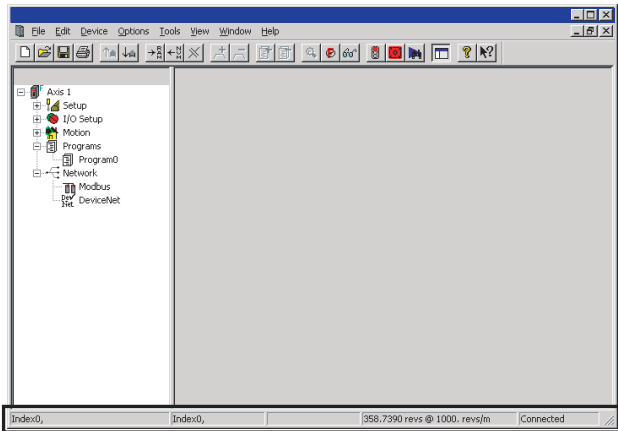 File Edit Device Options Tools View Window Help
Axis 1
Setup
I/O Setup
Motion
Programs
Program0
Network
Modbus
DeviceNet
Index0, Index0, 358.7390 revs @ 1000. revs/m Connected